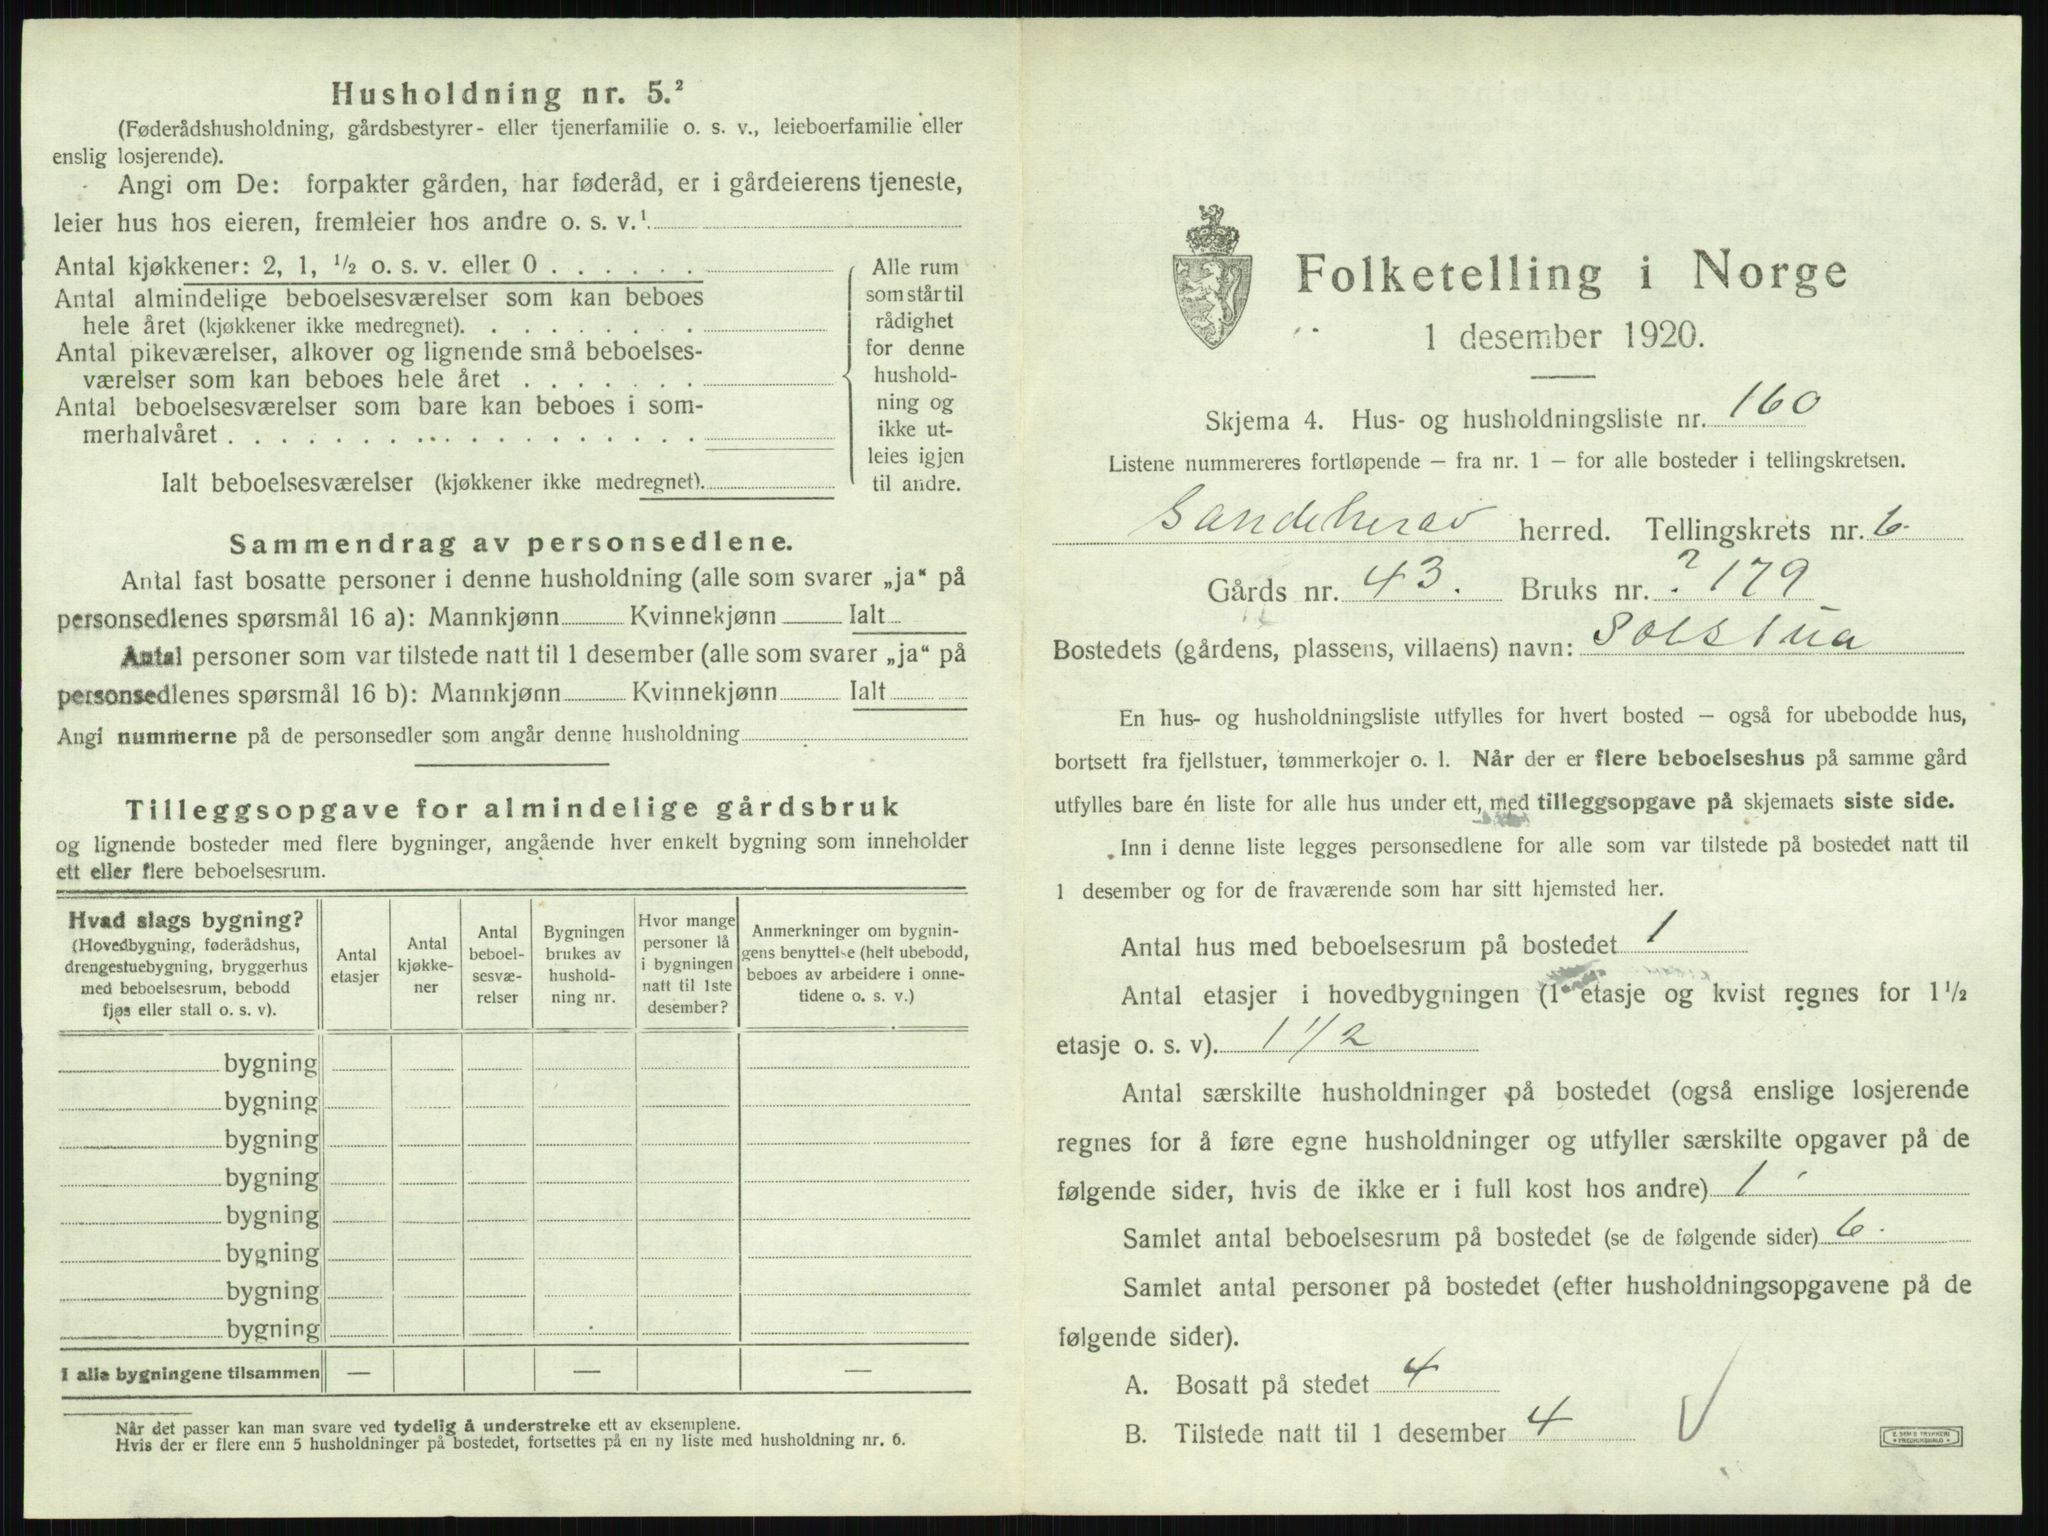 Husholdning nr. 5.²
(Føderådshusholdning, gårdsbestyrer- eller tjenerfamilie o. s. v., leieboerfamilie eller
enslig losjerende).
Angi om De: forpakter gården, har føderåd, er i gårdeierens tjeneste,
leier hus hos eieren, fremleier hos andre o. s. v.¹
Antal kjøkkener: 2, 1, ½ o. s. v. eller 0 . . . . . .
Antal almindelige beboelsesværelser som kan beboes
hele året (kjøkkener ikke medregnet). . . . . . . . .
Antal pikeværelser, alkover og lignende små beboelses-
værelser som kan beboes hele året . . . . . . .
Antal beboelsesværelser som bare kan beboes i som-
merhalvåret . . . . . . . . . . . . . . . . . .
Ialt beboelsesværelser (kjøkkener ikke medregnet).
Alle rum
som står til
rådighet
for denne
hushold-
ning og
ikke ut-
leies igjen
til andre.
Sammendrag av personsedlene.
Antal fast bosatte personer i denne husholdning (alle som svarer „ja“ på
personsedlenes spørsmål 16 a): Mannkjønn Kvinnekjønn Ialt
Antal personer som var tilstede natt til 1 desember (alle som svarer „ja“ på
personsedlenes spørsmål 16 b): Mannkjønn Kvinnekjønn Ialt
Angi nummerne på de personsedler som angår denne husholdning
Tilleggsopgave for almindelige gårdsbruk
og lignende bosteder med flere bygninger, angående hver enkelt bygning som inneholder
ett eller flere beboelsesrum.
Hvad slags bygning?
(Hovedbygning, føderådshus,
drengestuebygning, bryggerhus
med beboelsesrum, bebodd
fjøs eller stall o. s. v).
Antal
etasjer
Antal
kjøkke-
ner
Antal
beboel-
sesvæ-
relser
Bygningen
brukes av
hushold-
ning nr.
Hvor mange
personer lå
i bygningen
natt til 1ste
desember?
Anmerkninger om bygnin-
gens benyttelse (helt ubebodd,
beboes av arbeidere i onne-
tidene o. s. v.)
bygning
bygning
bygning
bygning
bygning
bygning
bygning
bygning
I alle bygningene tilsammen — — —
Når det passer kan man svare ved tydelig å understreke ett av eksemplene.
Hvis der er flere enn 5 husholdninger på bostedet, fortsettes på en ny liste med husholdning nr. 6.
Folketelling i Norge
1 desember 1920.
Skjema 4. Hus- og husholdningsliste nr. 160
Listene nummereres fortløpende – fra nr. 1 – for alle bosteder i tellingskretsen.
Sandeherad herred. Tellingskrets nr. 6.
Gårds nr. 43. Bruks nr. ? 179
Bostedets (gårdens, plassens, villaens) navn: Solstua
En hus- og husholdningsliste utfylles for hvert bosted – også for ubebodde hus,
bortsett fra fjellstuer, tømmerkojer o. l. Når der er flere beboelseshus på samme gård
utfylles bare én liste for alle hus under ett, med tilleggsopgave på skjemaets siste side.
Inn i denne liste legges personsedlene for alle som var tilstede på bostedet natt til
1 desember og for de fraværende som har sitt hjemsted her.
Antal hus med beboelsesrum på bostedet 1
Antal etasjer i hovedbygningen (1 etasje og kvist regnes for 1 ½
etasje o. s. v). 1 1/2
Antal særskilte husholdninger på bostedet (også enslige losjerende
regnes for å føre egne husholdninger og utfyller særskilte opgaver på de
følgende sider, hvis de ikke er i full kost hos andre) 1
Samlet antal beboelsesrum på bostedet (se de følgende sider) 6.
Samlet antal personer på bostedet (efter husholdningsopgavene på de
følgende sider).
A. Bosatt på stedet 4
B. Tilstede natt til 1 desember 4
E. SEM'S TRYKKERI
• FREDRIKSHALD •